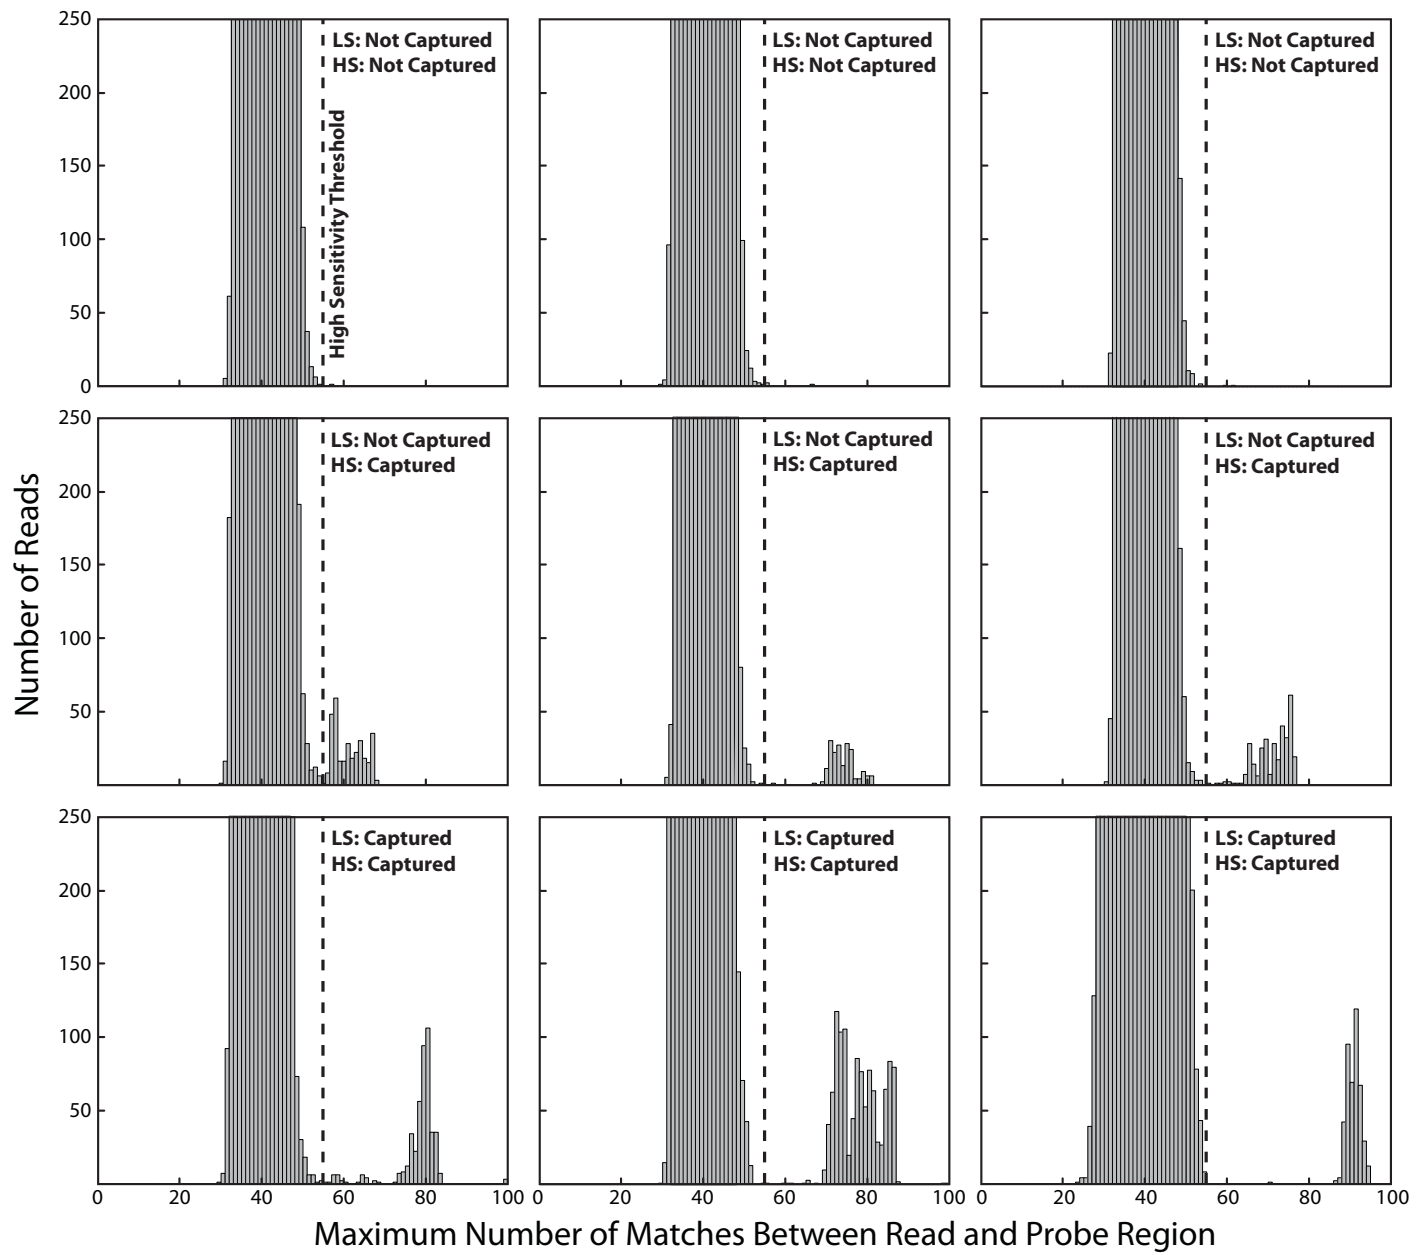 250
200
150
100
50
0
LS: Not Captured
HS: Not Captured
High Sensitivity Threshold
LS: Not Captured
HS: Not Captured
LS: Not Captured
HS: Not Captured
250
200
150
100
50
LS: Not Captured
HS: Captured
LS: Not Captured
HS: Captured
LS: Not Captured
HS: Captured
Number of Reads
250
200
150
100
50
LS: Captured
HS: Captured
LS: Captured
HS: Captured
LS: Captured
HS: Captured
0 20 40 60 80 100
0 20 40 60 80 100
0 20 40 60 80 100
Maximum Number of Matches Between Read and Probe Region